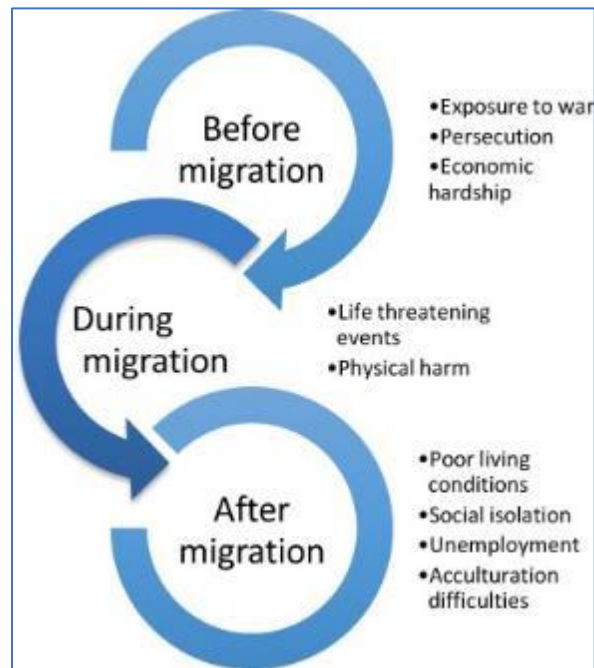 Before
migration
•Exposure to war
•Persecution
•Economic
hardship
During
migration
•Life threatening
events
•Physical harm
After
migration
•Poor living
conditions
•Social isolation
•Unemployment
•Acculturation
difficulties